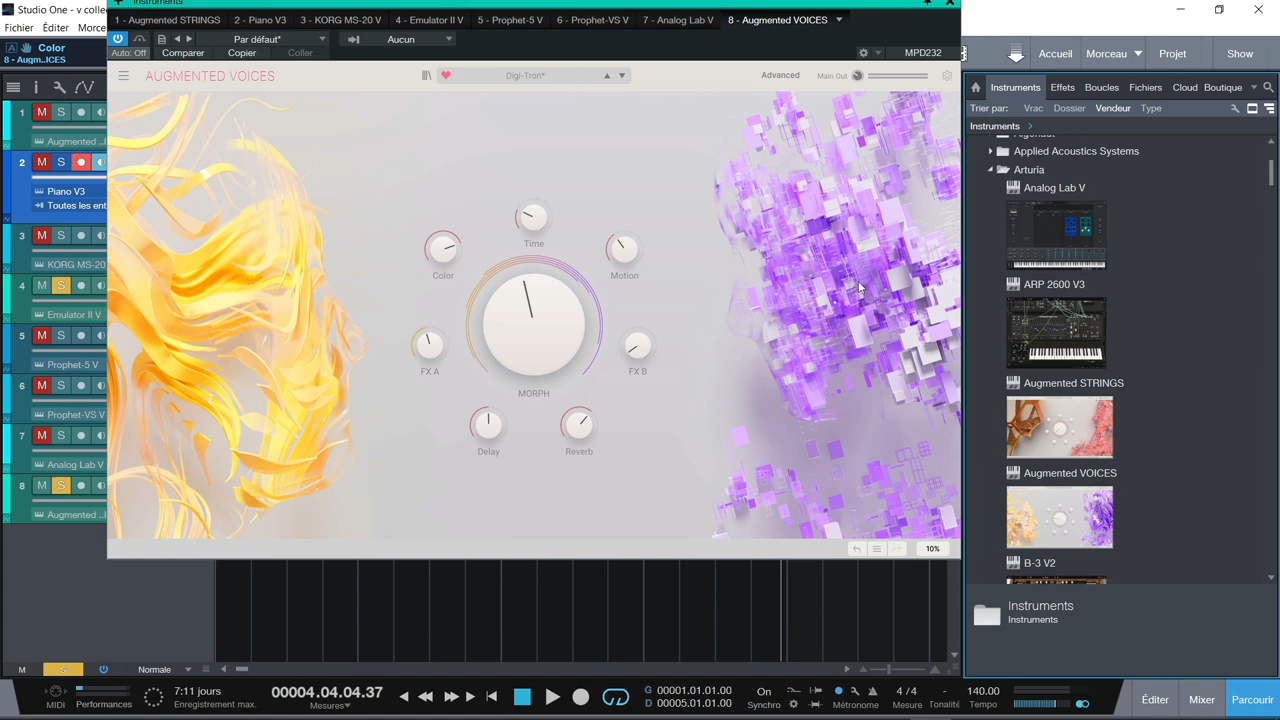 Studio One - v colle
Instruments
Fichier Éditer
1 - Augmented STRINGS 2 - Piano V3 3 - KORG MS-20 V 4 - Emulator II V 5 - Prophet-5 V 6 - Prophet-VS V 7 - Analog Lab V 8 - Augmented VOICES
Par défaut* Aucun
Auto: Off Comparer Copier Coller MPD232
A Color
8 - Augm..ICES
Accueil Morceau Projet Show
AUGMENTED VOICES Digi-Tron* Advanced Main Out
Instruments Effets Boucles Fichiers Cloud Boutique
Trier par: Vrac Dossier Vendeur Type
Instruments
Applied Acoustics Systems
Arturia
Analog Lab V
ARP 2600 V3
Augmented STRINGS
Augmented VOICES
B-3 V2
Instruments
Instruments
1 M S
Augmented ..
2 M S
Piano V3
Toutes les ent
3 M S
KORG MS-20
4 M S
Emulator II V
5 M S
Prophet-5 V
6 M S
Prophet-VS V
7 M S
Analog Lab V
8 M S
Augmented ..
Time
Color Motion
FX A FX B
MORPH
Delay Reverb
10%
M S Normale
MIDI Performances
7:11 jours
Enregistrement max.
00004.04.04.37
Mesures
G 00001.01.01.00
D 00005.01.01.00
On
Synchro
Métronome
4 / 4
Mesure
-
Tonalité
140.00
Tempo
Éditer Mixer Parcourir